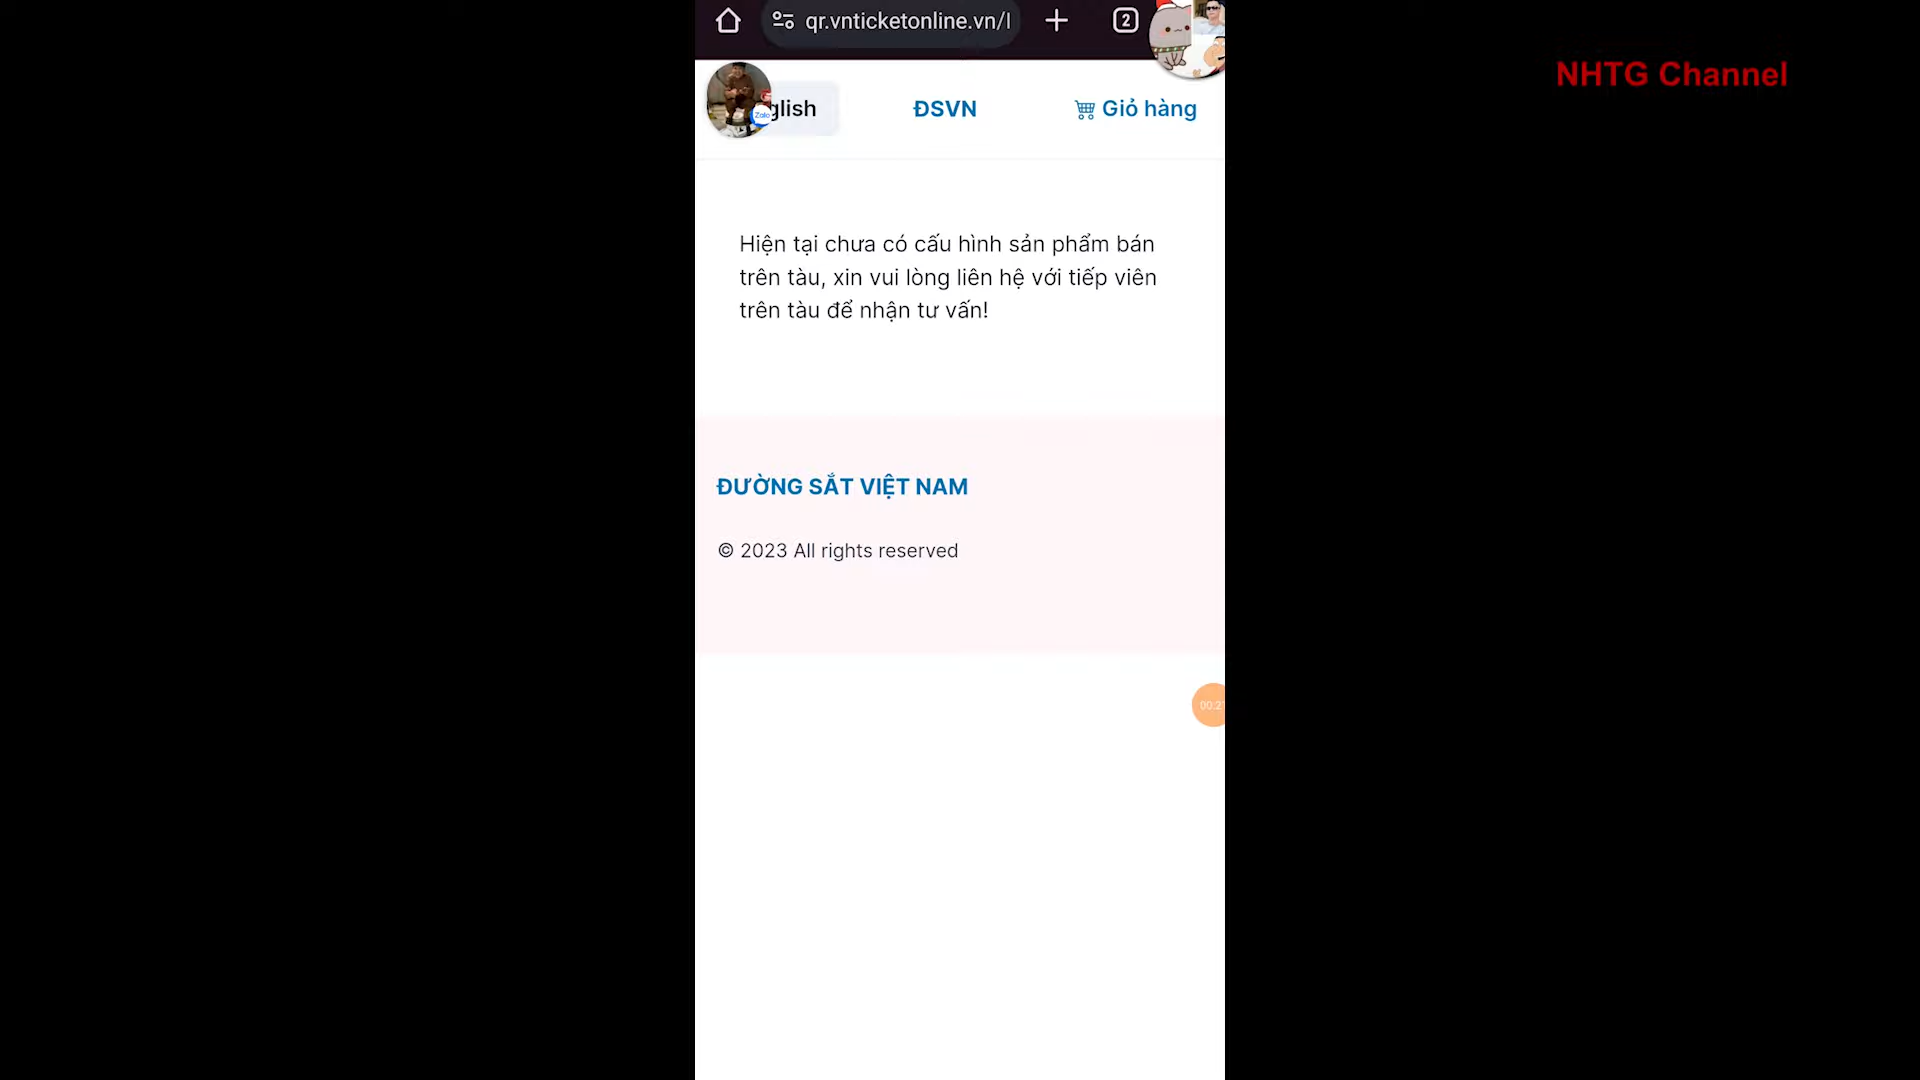 2
qr.vnticketonline.vn/l
NHTG Channel
glish
ĐSVN
Giỏ hàng
Zalo
Hiện tại chưa có cấu hình sản phẩm bán
trên tàu, xin vui lòng liên hệ với tiếp viên
trên tàu để nhận tư vấn!
ĐƯỜNG SẮT VIỆT NAM
© 2023 All rights reserved